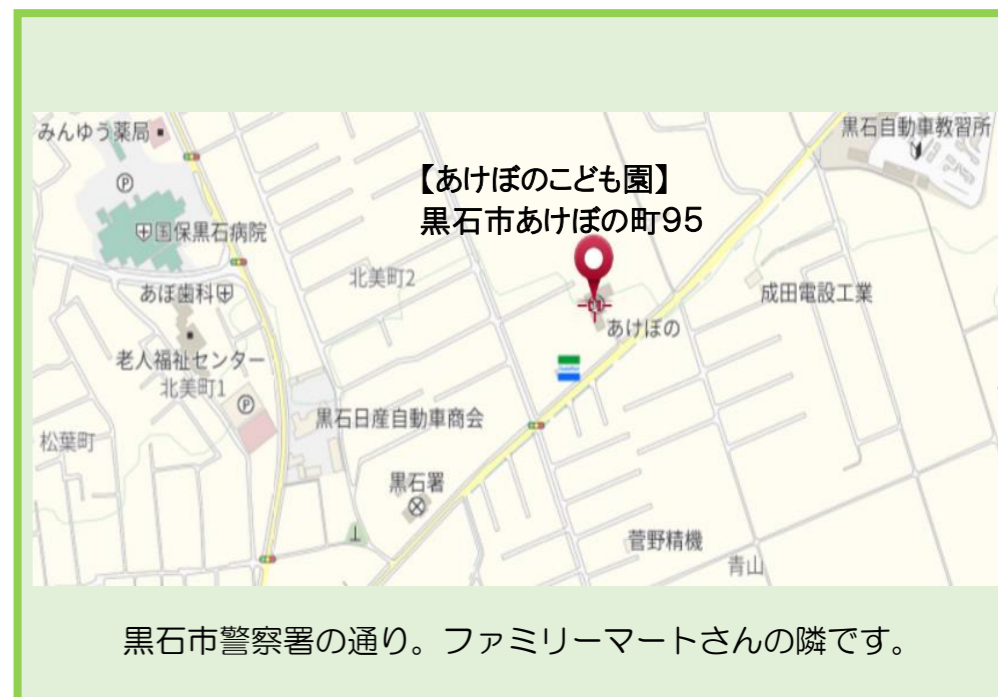 みんゆう薬局
黒石自動車教習所
【あけぼのこども園】
黒石市あけぼの町95
P
国保黒石病院
北美町2
あぼ歯科
成田電設工業
あけぼの
老人福祉センター
北美町1
P
黒石日産自動車商会
松葉町
黒石署
菅野精機
青山
黒石市警察署の通り。ファミリーマートさんの隣です。